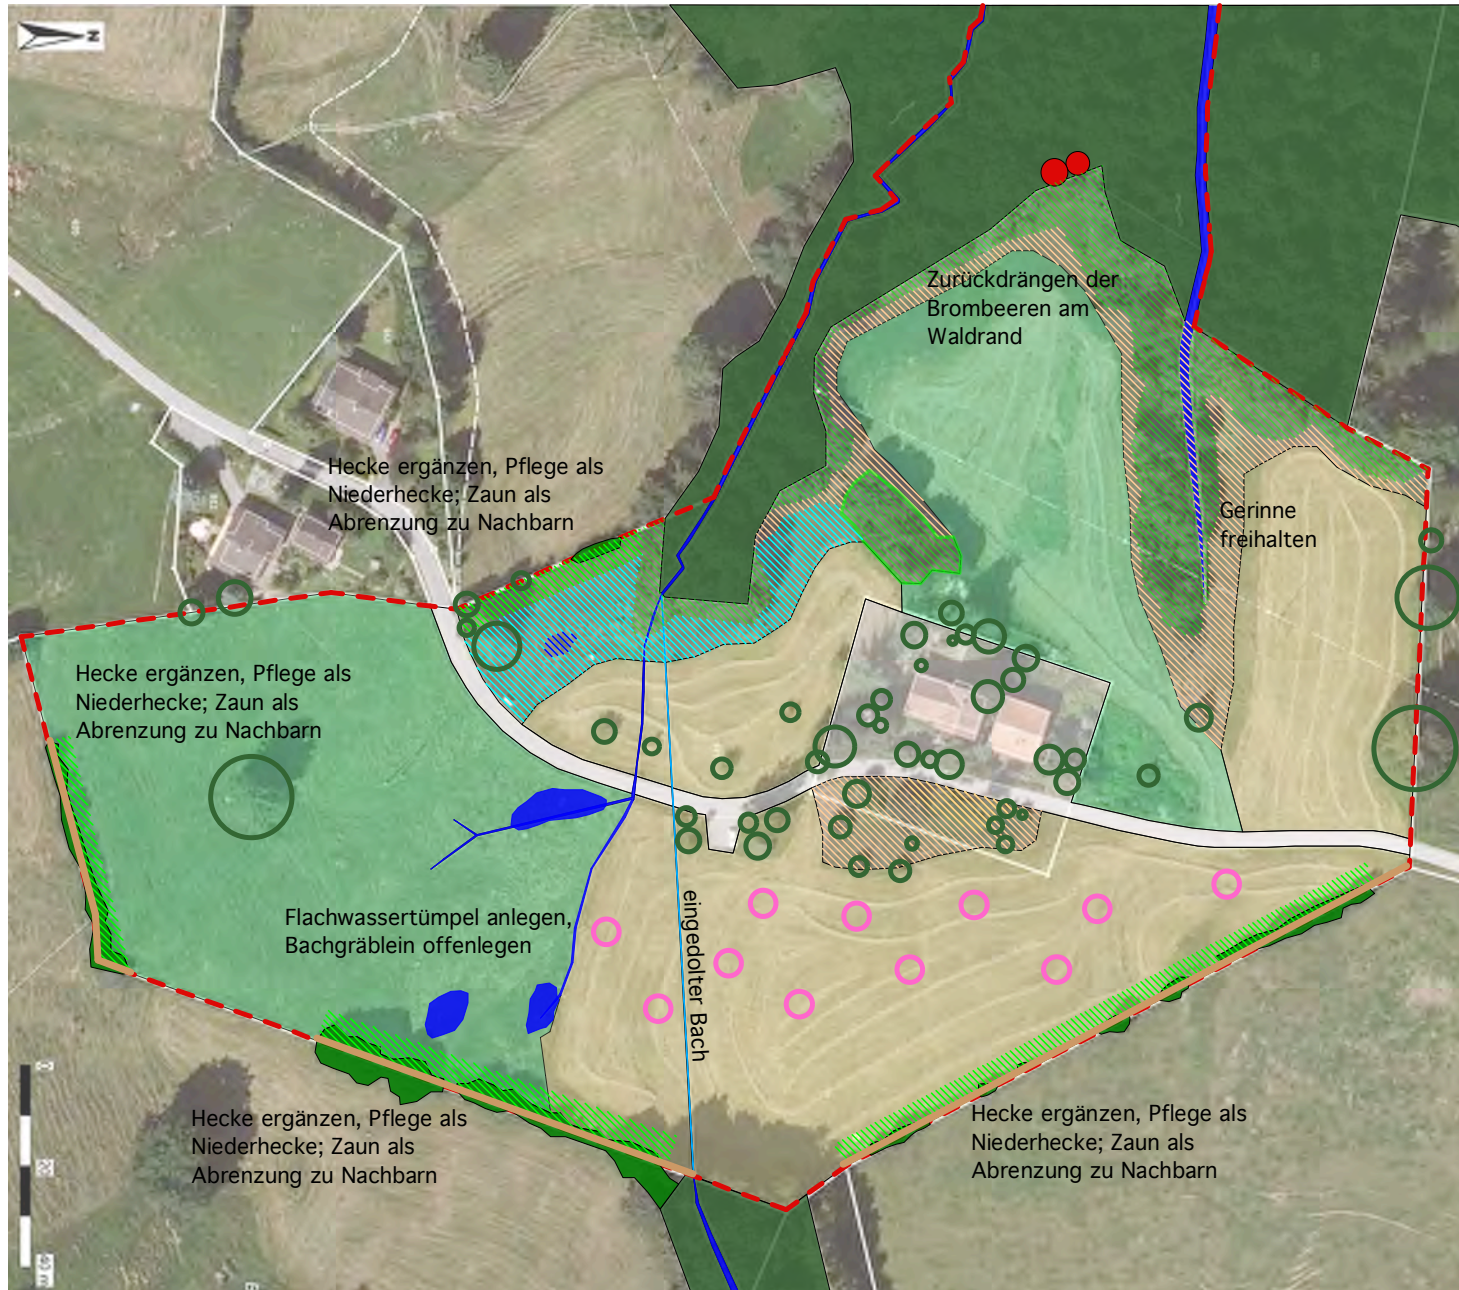 N
Zurückdrängen der
Brombeeren am
Waldrand
Hecke ergänzen, Pflege als
Niederhecke; Zaun als
Abrenzung zu Nachbarn
Gerinne
freihalten
Hecke ergänzen, Pflege als
Niederhecke; Zaun als
Abrenzung zu Nachbarn
Flachwassertümpel anlegen,
Bachgräblein offenlegen
eingedolter Bach
Hecke ergänzen, Pflege als
Niederhecke; Zaun als
Abrenzung zu Nachbarn
Hecke ergänzen, Pflege als
Niederhecke; Zaun als
Abrenzung zu Nachbarn